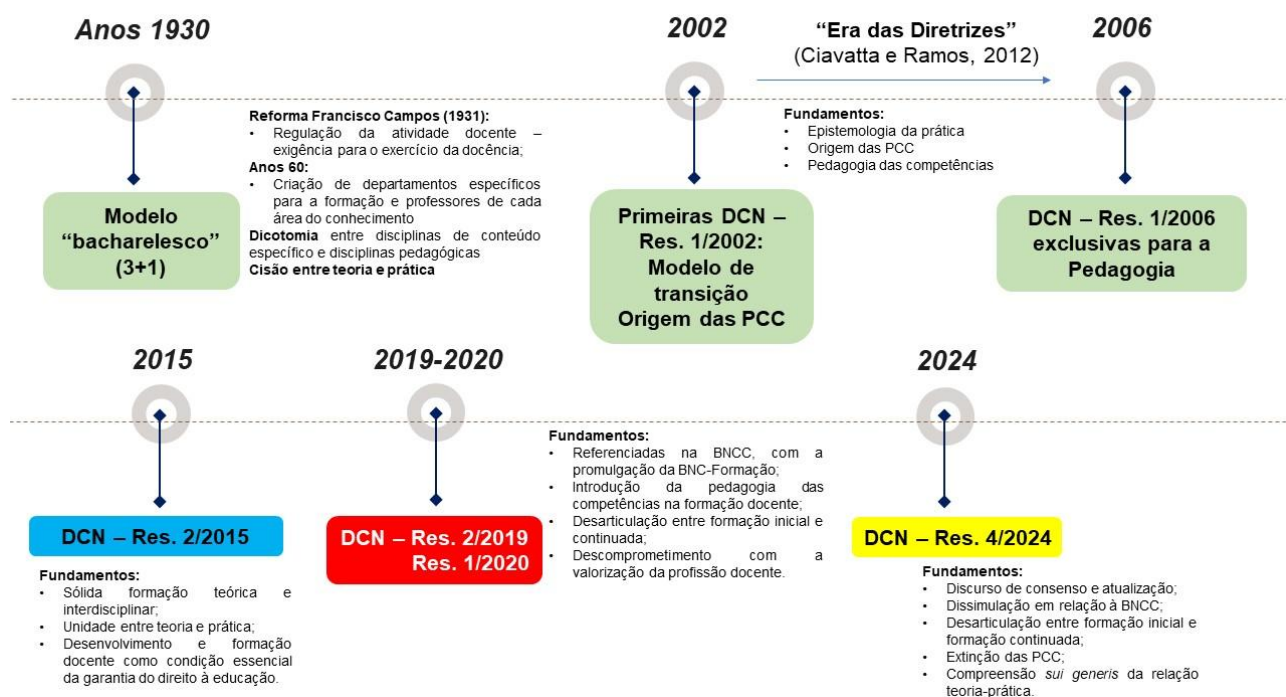 Anos 1930
2002
“Era das Diretrizes”
(Ciavatta e Ramos, 2012)
2006
Reforma Francisco Campos (1931):
• Regulação da atividade docente –
exigência para o exercício da docência;
Anos 60:
• Criação de departamentos específicos
para a formação e professores de cada
área do conhecimento
Dicotomia entre disciplinas de conteúdo
específico e disciplinas pedagógicas
Cisão entre teoria e prática
Fundamentos:
• Epistemologia da prática
• Origem das PCC
• Pedagogia das competências
Modelo
“bacharelesco”
(3+1)
Primeiras DCN –
Res. 1/2002:
Modelo de
transição
Origem das PCC
DCN – Res. 1/2006
exclusivas para a
Pedagogia
2015
2019-2020
2024
DCN – Res. 2/2015
Fundamentos:
• Sólida formação teórica e
interdisciplinar;
• Unidade entre teoria e prática;
• Desenvolvimento e formação
docente como condição essencial
da garantia do direito à educação.
DCN – Res. 2/2019
Res. 1/2020
Fundamentos:
• Referenciadas na BNCC, com a
promulgação da BNC-Formação;
• Introdução da pedagogia das
competências na formação docente;
• Desarticulação entre formação inicial e
continuada;
• Descomprometimento com a
valorização da profissão docente.
DCN – Res. 4/2024
Fundamentos:
• Discurso de consenso e atualização;
• Dissimulação em relação à BNCC;
• Desarticulação entre formação inicial e
formação continuada;
• Extinção das PCC;
• Compreensão sui generis da relação
teoria-prática.